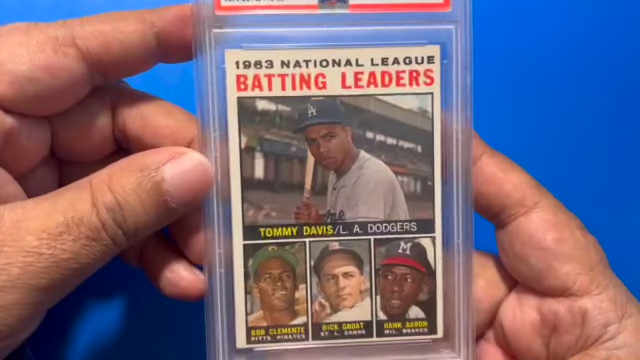 1963 NATIONAL LEAGUE
BATTING LEADERS
TOMMY DAVIS/L. A. DODGERS
BOB CLEMENTE
PITTS. PIRATES
DICK GROAT
ST. L. CARDS
HANK AARON
MIL. BRAVES